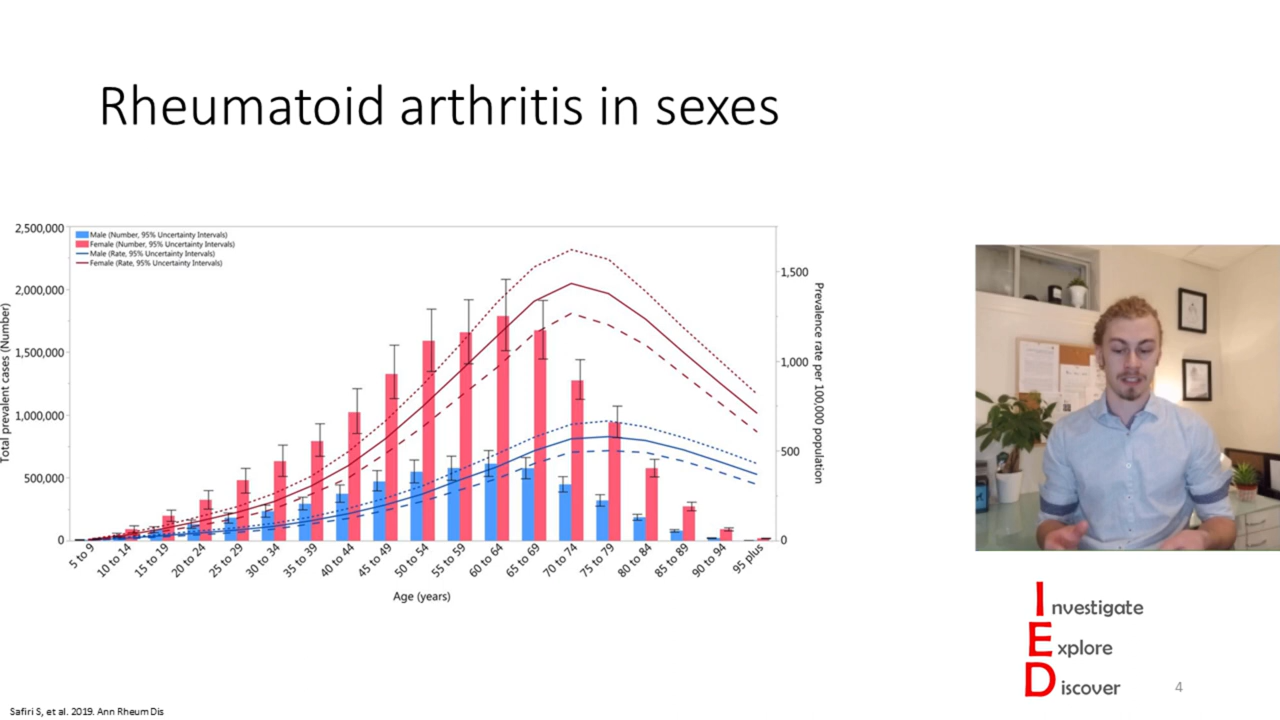 Rheumatoid arthritis in sexes
2,500,000
2,000,000
1,500,000
1,000,000
500,000
0
Total prevalent cases (Number)
Male (Number, 95% Uncertainty Intervals)
Female (Number, 95% Uncertainty Intervals)
Male (Rate, 95% Uncertainty Intervals)
Female (Rate, 95% Uncertainty Intervals)
1,500
1,000
500
0
Prevalence rate per 100,000 population
5 to 9
10 to 14
15 to 19
20 to 24
25 to 29
30 to 34
35 to 39
40 to 44
45 to 49
50 to 54
55 to 59
60 to 64
65 to 69
70 to 74
75 to 79
80 to 84
85 to 89
90 to 94
95 plus
Age (years)
Investigate
Explore
Discover
4
Safiri S, et al. 2019. Ann Rheum Dis